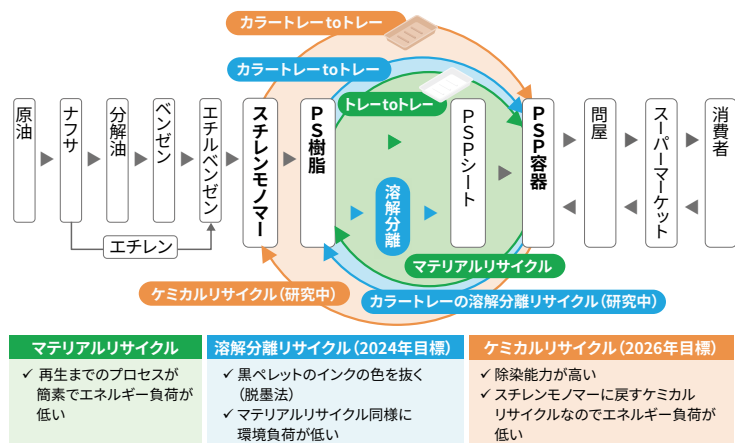 カラートレーtoトレー
カラートレーtoトレー
トレーtoトレー
原油
ナフサ
分解油
ベンゼン
エチルベンゼン
スチレンモノマー
PS樹脂
PSPシート
PSP容器
問屋
スーパーマーケット
消費者
溶解分離
エチレン
マテリアルリサイクル
ケミカルリサイクル(研究中)
カラートレーの溶解分離リサイクル(研究中)
マテリアルリサイクル
✓ 再生までのプロセスが
簡素でエネルギー負荷が
低い
溶解分離リサイクル(2024年目標)
✓ 黒ペレットのインクの色を抜く
(脱墨法)
✓ マテリアルリサイクル同様に
環境負荷が低い
ケミカルリサイクル(2026年目標)
✓ 除染能力が高い
✓ スチレンモノマーに戻すケミカル
リサイクルなのでエネルギー負荷が
低い